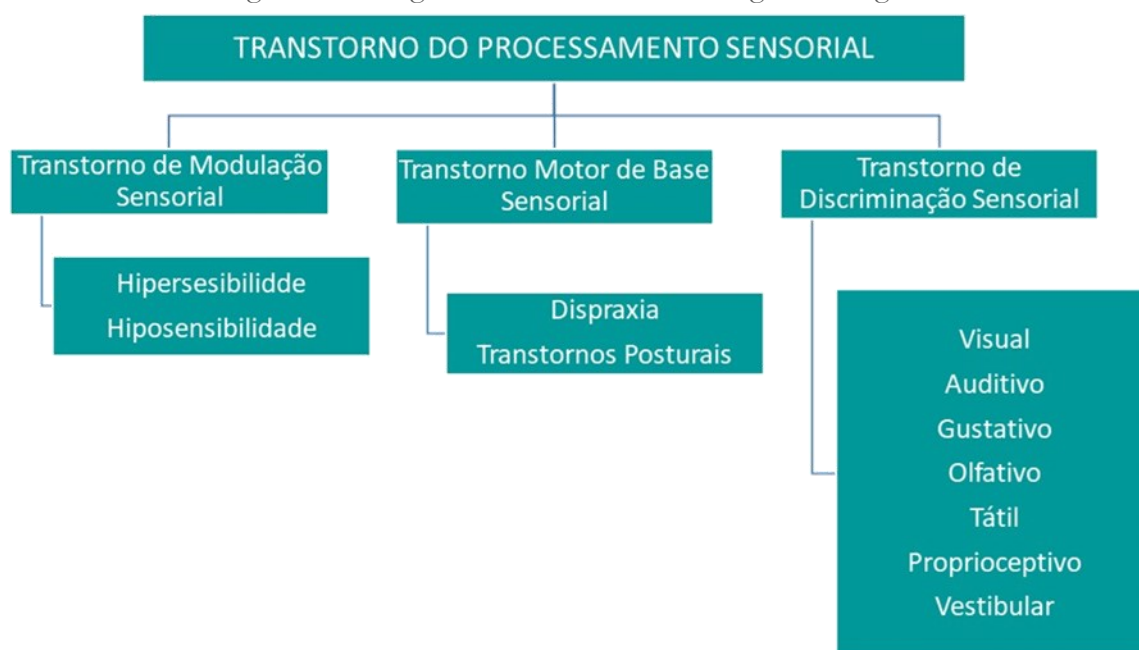 TRANSTORNO DO PROCESSAMENTO SENSORIAL
Transtorno de Modulação
Sensorial
Hipersesibilidde
Hiposensibilidade
Transtorno Motor de Base
Sensorial
Dispraxia
Transtornos Posturais
Transtorno de
Discriminação Sensorial
Visual
Auditivo
Gustativo
Olfativo
Tátil
Proprioceptivo
Vestibular